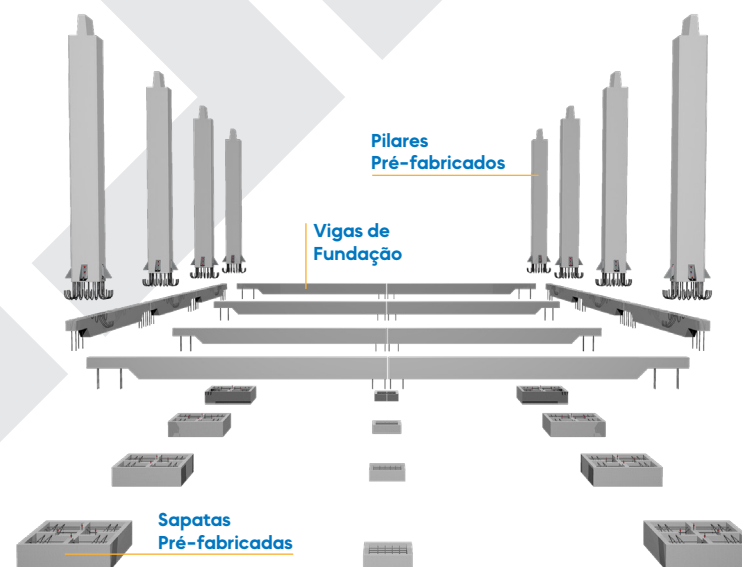 Pilares
Pré-fabricados
Vigas de
Fundação
Sapatas
Pré-fabricadas